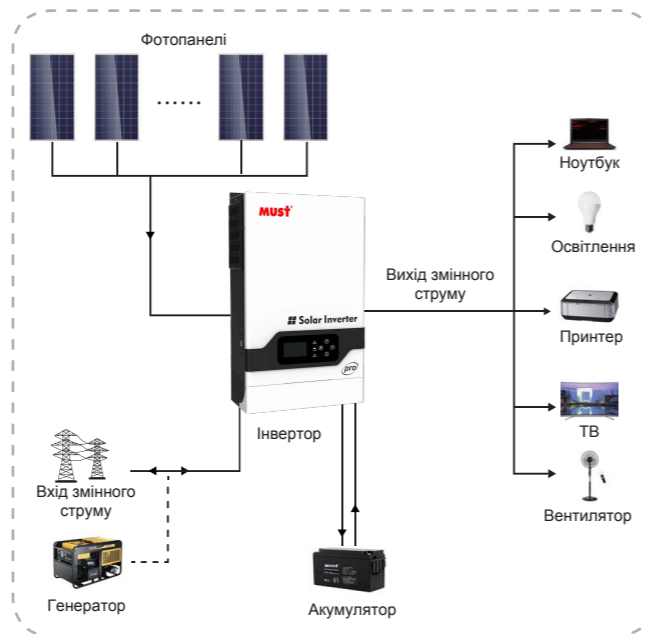 Фотопанелі
MUST
Solar Inverter
pro
Інвертор
Вихід змінного
струму
Ноутбук
Освітлення
Принтер
ТВ
Вентилятор
Вхід змінного
струму
Генератор
MUST
Акумулятор